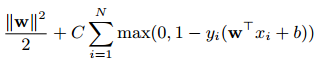 ‖w‖² / 2 + C ∑_{i=1}^{N} max(0, 1 − y_i(w^⊤ x_i + b))